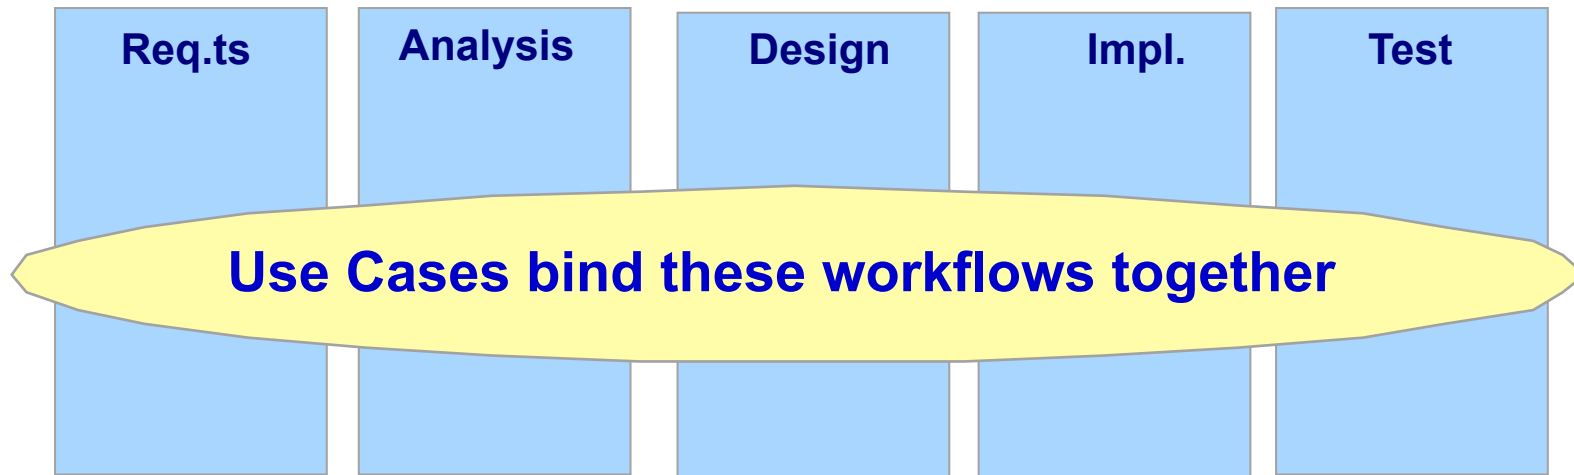 Req.ts
Analysis
Design
Impl.
Test
Use Cases bind these workflows together